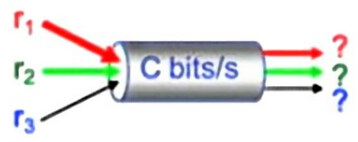 r₁
r₂
r₃
C bits/s
?
?
?